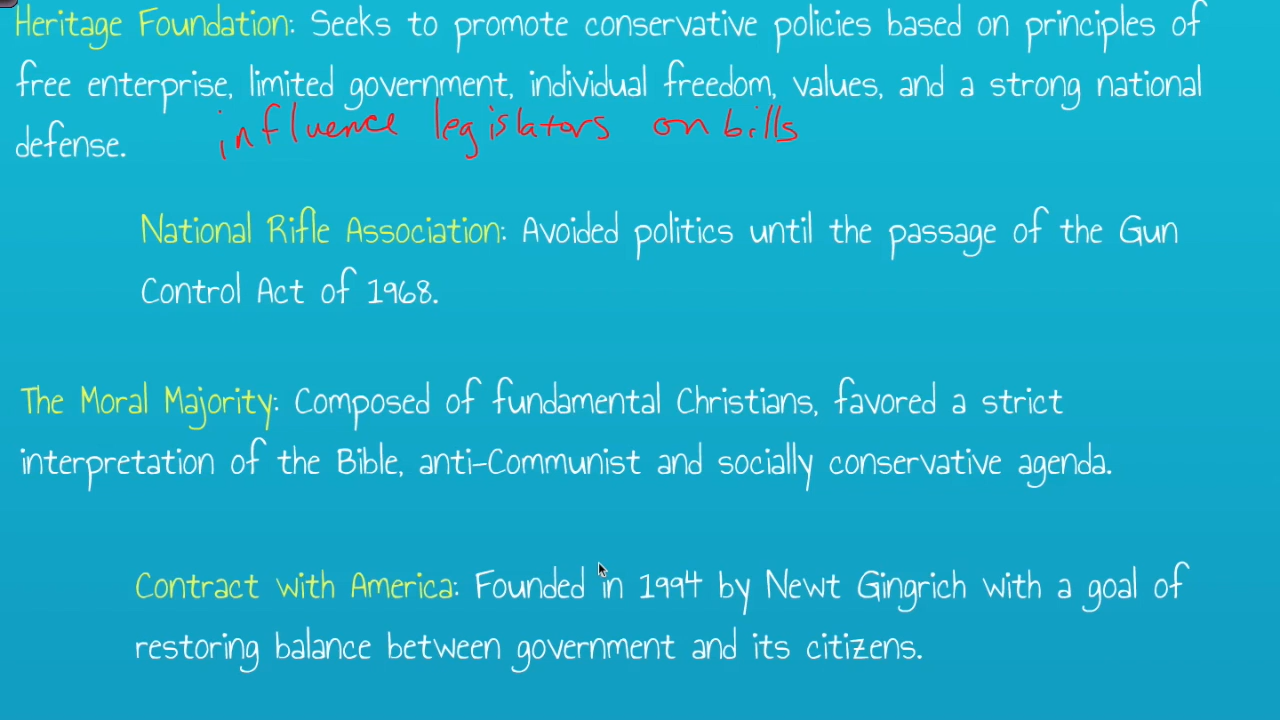 Heritage Foundation: Seeks to promote conservative policies based on principles of
free enterprise, limited government, individual freedom, values, and a strong national
influence legislators on bills
defense.
National Rifle Association: Avoided politics until the passage of the Gun
Control Act of 1968.
The Moral Majority: Composed of fundamental Christians, favored a strict
interpretation of the Bible, anti-Communist and socially conservative agenda.
Contract with America: Founded in 1994 by Newt Gingrich with a goal of
restoring balance between government and its citizens.